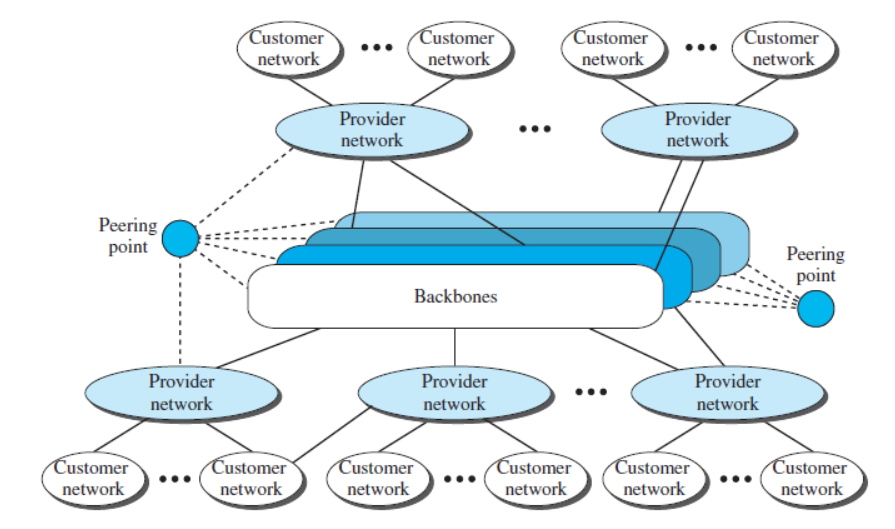 Customer
network
Customer
network
Customer
network
Customer
network
Provider
network
Provider
network
Peering
point
Peering
point
Backbones
Provider
network
Provider
network
Provider
network
Customer
network
Customer
network
Customer
network
Customer
network
Customer
network
Customer
network